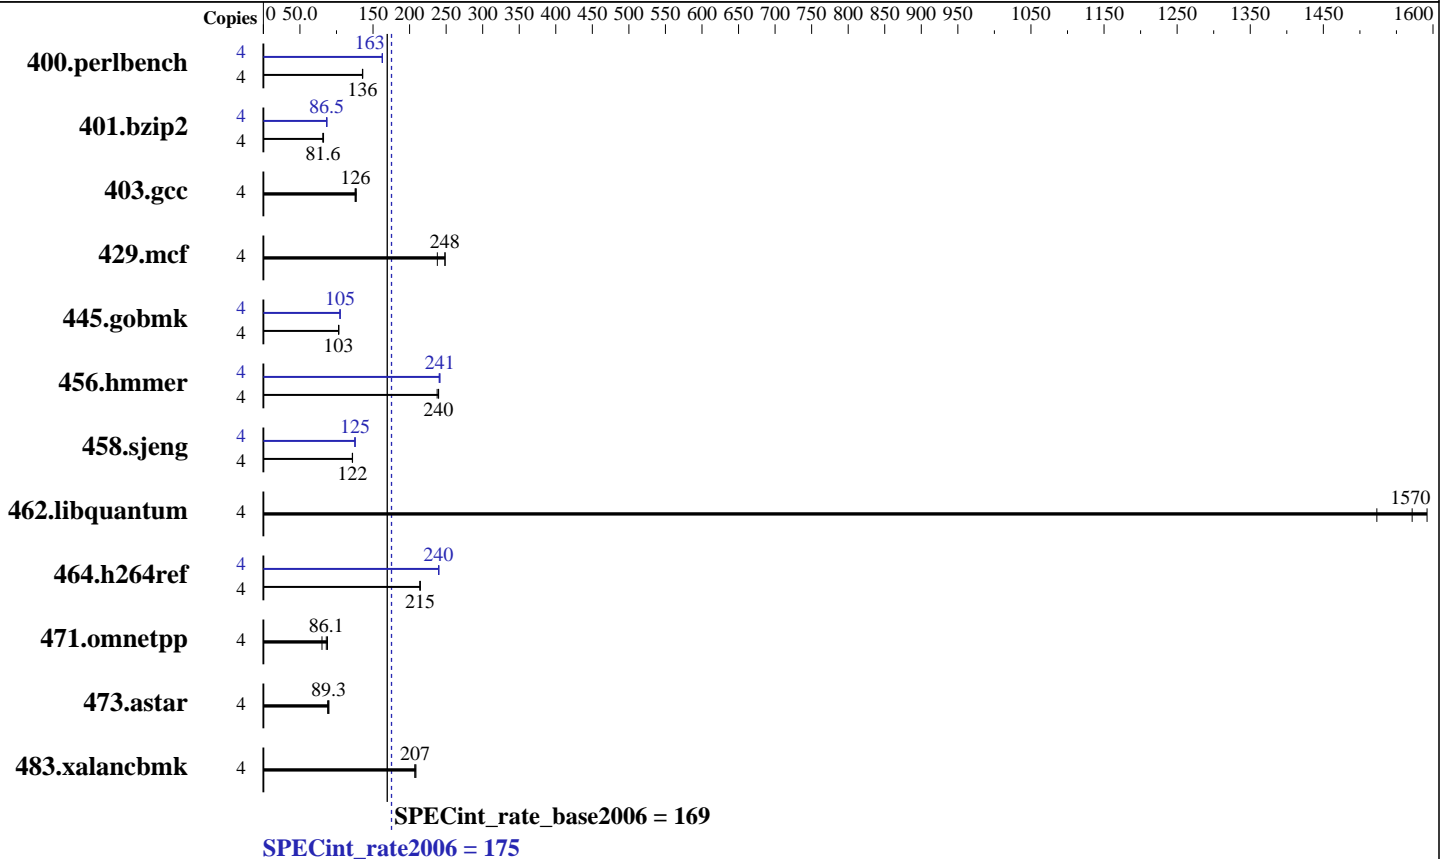 Copies 0 50.0 150 200 250 300 350 400 450 500 550 600 650 700 750 800 850 900 950 1050 1150 1250 1350 1450 1600
400.perlbench 4 163
4 136
401.bzip2 4 86.5
4 81.6
403.gcc 4 126
429.mcf 4 248
445.gobmk 4 105
4 103
456.hmmer 4 241
4 240
458.sjeng 4 125
4 122
462.libquantum 4 1570
464.h264ref 4 240
4 215
471.omnetpp 4 86.1
473.astar 4 89.3
483.xalancbmk 4 207
SPECint_rate_base2006 = 169
SPECint_rate2006 = 175